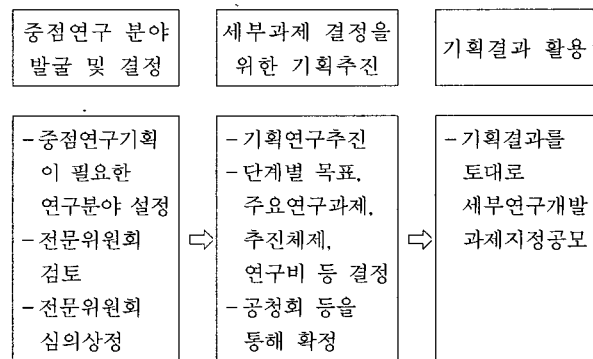 중점연구 분야
발굴 및 결정
세부과제 결정을
위한 기획추진
기획결과 활용
-중점연구기획
이 필요한
연구분야 설정
-전문위원회
검토
-전문위원회
심의상정
⇨
-기획연구추진
-단계별 목표,
주요연구과제,
추진체제,
연구비 등 결정
-공청회 등을
통해 확정
⇨
-기획결과를
토대로
세부연구개발
과제지정공모